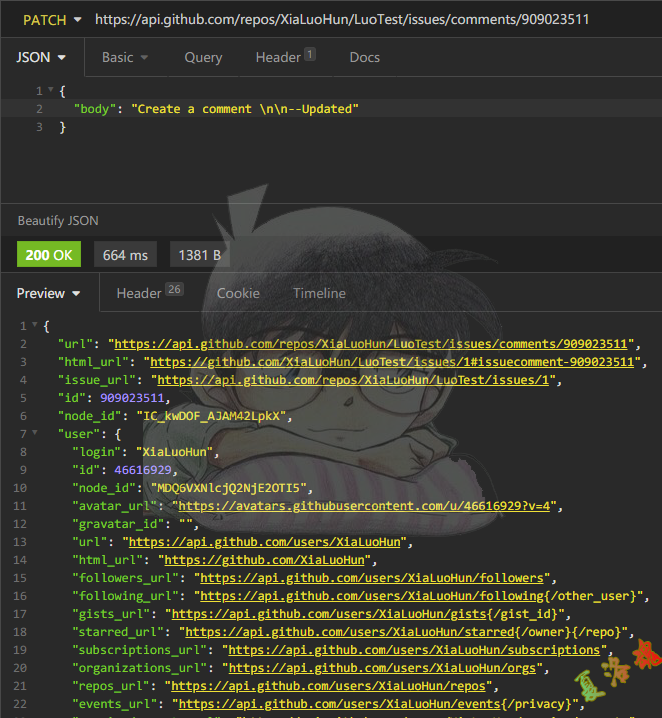 PATCH https://api.github.com/repos/XiaLuoHun/LuoTest/issues/comments/909023511
JSON Basic Query Header 1 Docs
1 {
2 "body": "Create a comment \n\n--Updated"
3 }
Beautify JSON
200 OK 664 ms 1381 B
Preview Header 26 Cookie Timeline
1 {
2 "url": "https://api.github.com/repos/XiaLuoHun/LuoTest/issues/comments/909023511",
3 "html_url": "https://github.com/XiaLuoHun/LuoTest/issues/1#issuecomment-909023511",
4 "issue_url": "https://api.github.com/repos/XiaLuoHun/LuoTest/issues/1",
5 "id": 909023511,
6 "node_id": "IC_kwDOF_AJAM42LpkX",
7 "user": {
8 "login": "XiaLuoHun",
9 "id": 46616929,
10 "node_id": "MDQ6VXNlcjQ2NjE2OTI5",
11 "avatar_url": "https://avatars.githubusercontent.com/u/46616929?v=4",
12 "gravatar_id": "",
13 "url": "https://api.github.com/users/XiaLuoHun",
14 "html_url": "https://github.com/XiaLuoHun",
15 "followers_url": "https://api.github.com/users/XiaLuoHun/followers",
16 "following_url": "https://api.github.com/users/XiaLuoHun/following{/other_user}",
17 "gists_url": "https://api.github.com/users/XiaLuoHun/gists{/gist_id}",
18 "starred_url": "https://api.github.com/users/XiaLuoHun/starred{/owner}{/repo}",
19 "subscriptions_url": "https://api.github.com/users/XiaLuoHun/subscriptions",
20 "organizations_url": "https://api.github.com/users/XiaLuoHun/orgs",
21 "repos_url": "https://api.github.com/users/XiaLuoHun/repos",
22 "events_url": "https://api.github.com/users/XiaLuoHun/events{/privacy}",
夏洛